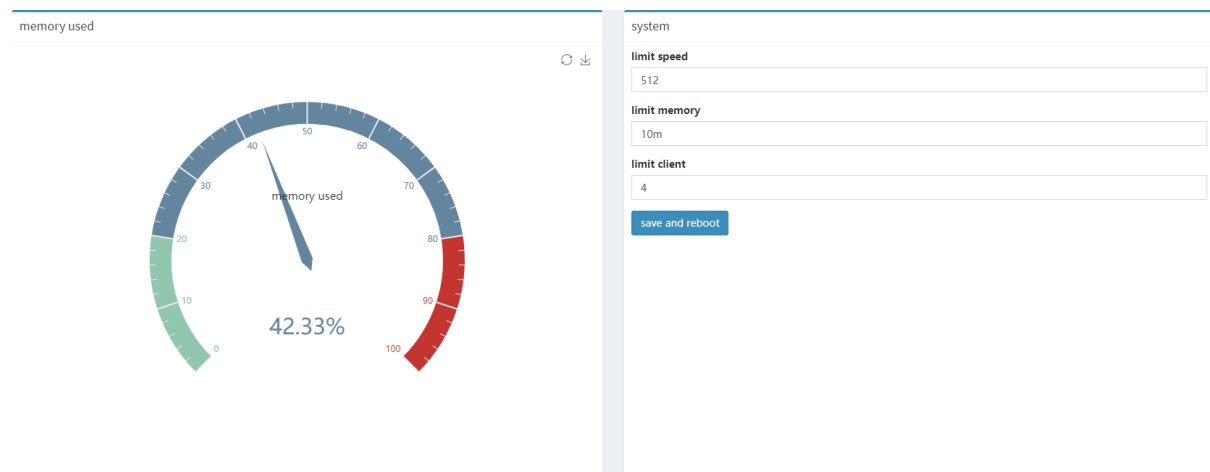 memory used
50
40
60
30
memory used
70
20
80
10
90
42.33%
0
100
system
limit speed
512
limit memory
10m
limit client
4
save and reboot